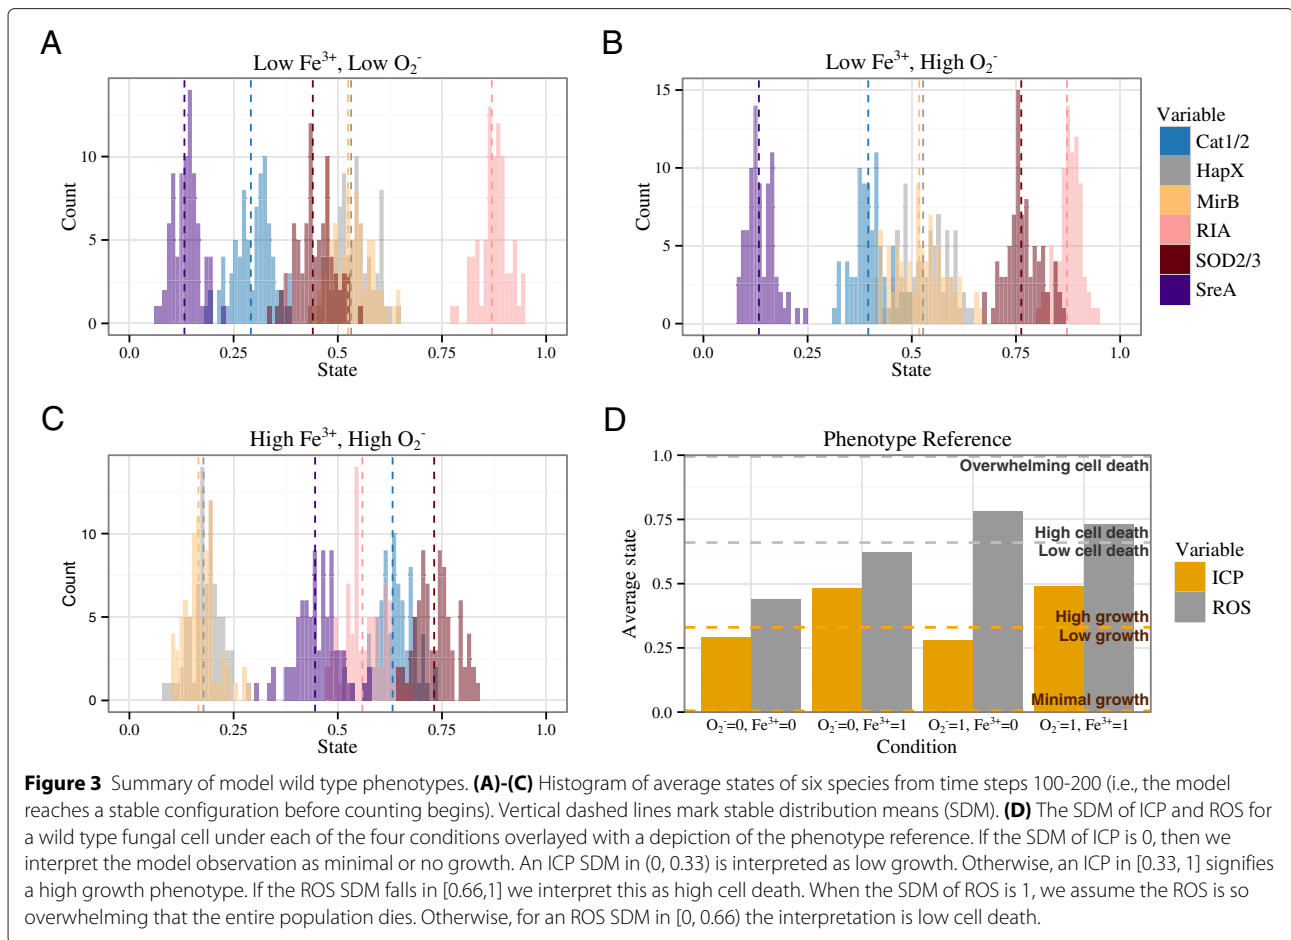 A
Low Fe³⁺, Low O₂⁻
Count
10
5
0
0.0 0.25 0.5 0.75 1.0
State
B
Low Fe³⁺, High O₂⁻
Count
15
10
5
0
0.0 0.25 0.5 0.75 1.0
State
Variable
Cat1/2
HapX
MirB
RIA
SOD2/3
SreA
C
High Fe³⁺, High O₂⁻
Count
10
5
0
0.0 0.25 0.5 0.75 1.0
State
D
Phenotype Reference
Average state
1.0
0.75
0.5
0.25
0.0
Overwhelming cell death
High cell death
Low cell death
High growth
Low growth
Minimal growth
O₂⁻=0, Fe³⁺=0 O₂⁻=0, Fe³⁺=1 O₂⁻=1, Fe³⁺=0 O₂⁻=1, Fe³⁺=1
Condition
Variable
ICP
ROS
Figure 3 Summary of model wild type phenotypes. (A)-(C) Histogram of average states of six species from time steps 100-200 (i.e., the model
reaches a stable configuration before counting begins). Vertical dashed lines mark stable distribution means (SDM). (D) The SDM of ICP and ROS for
a wild type fungal cell under each of the four conditions overlayed with a depiction of the phenotype reference. If the SDM of ICP is 0, then we
interpret the model observation as minimal or no growth. An ICP SDM in (0, 0.33) is interpreted as low growth. Otherwise, an ICP in [0.33, 1] signifies
a high growth phenotype. If the ROS SDM falls in [0.66,1] we interpret this as high cell death. When the SDM of ROS is 1, we assume the ROS is so
overwhelming that the entire population dies. Otherwise, for an ROS SDM in [0, 0.66) the interpretation is low cell death.